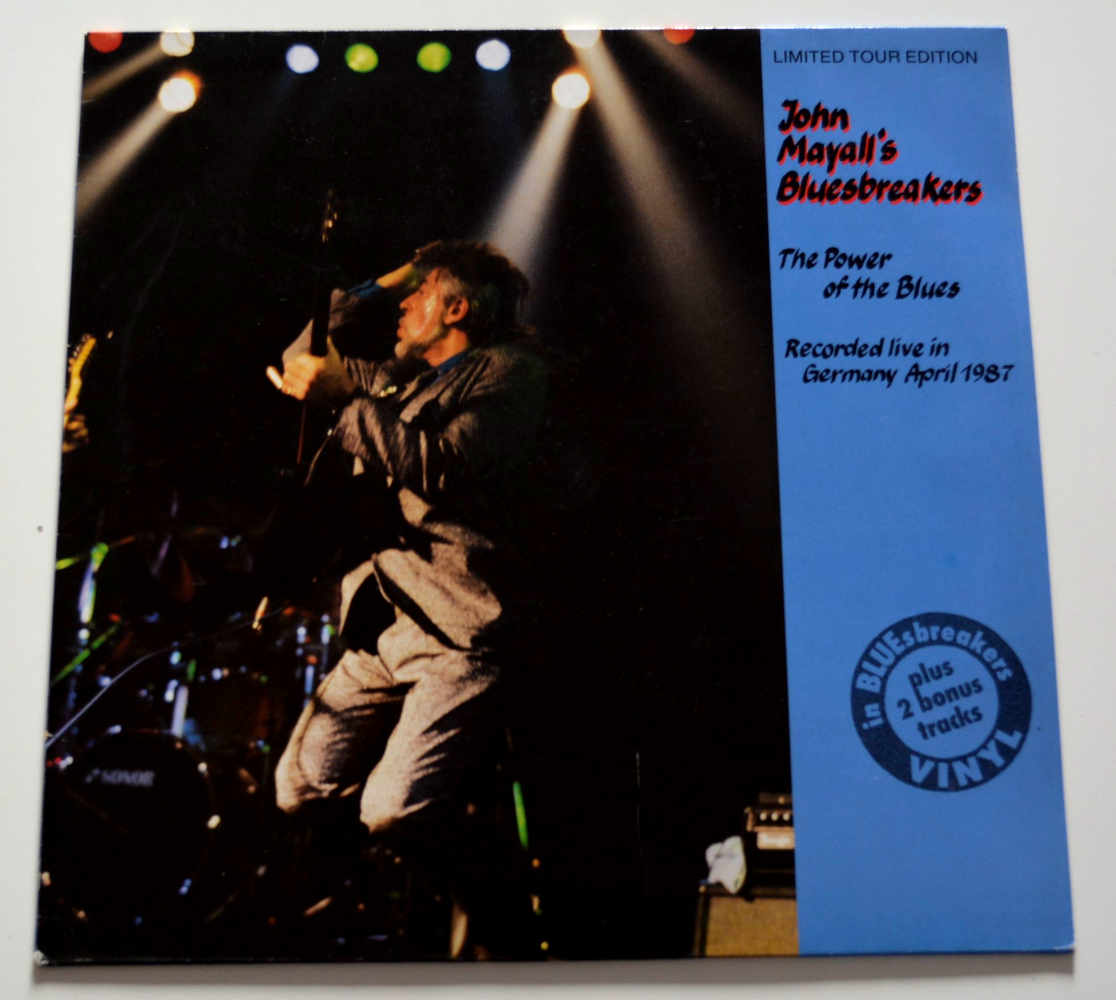 LIMITED TOUR EDITION
John
Mayall's
Bluesbreakers
The Power
of the Blues
Recorded live in
Germany April 1987
in BLUEsbreakers
plus
2 bonus
tracks
VINYL
SONOR